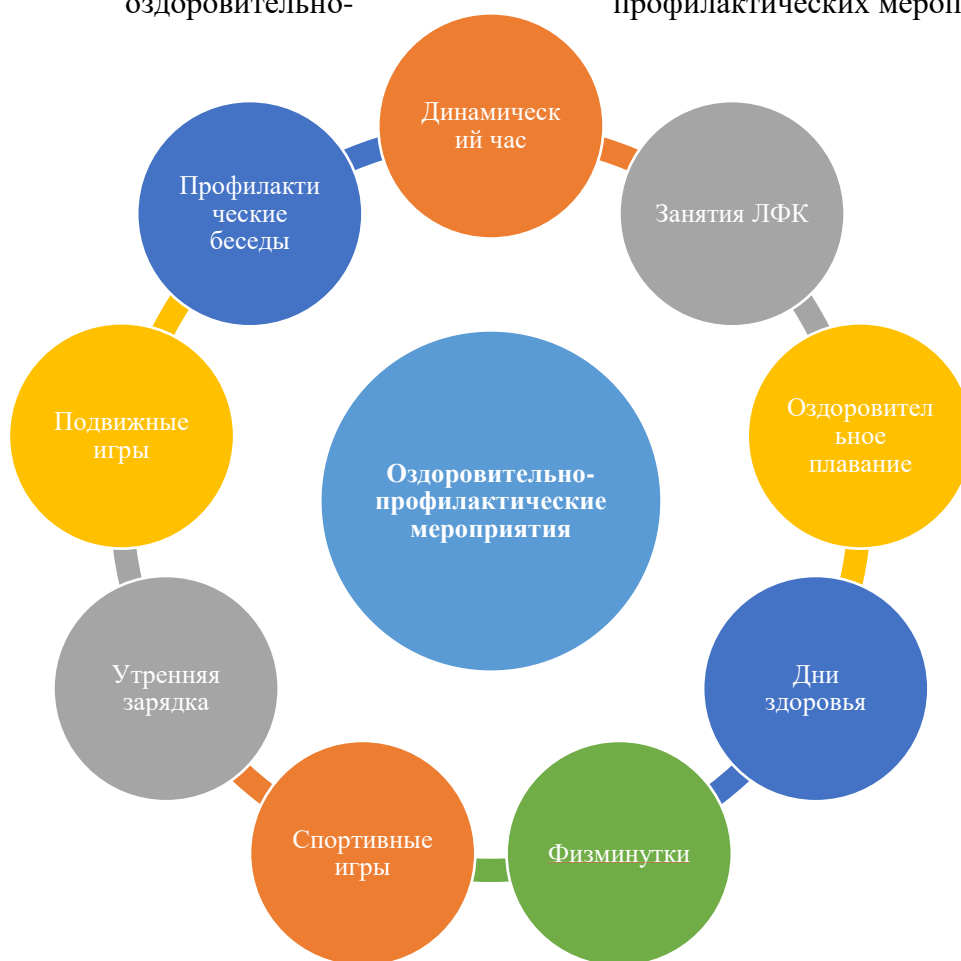 оздоровительно- профилактических мероп
Динамическ
ий час
Профилакти
ческие
беседы
Занятия ЛФК
Подвижные
игры
Оздоровител
ьное
плавание
Оздоровительно-
профилактические
мероприятия
Утренняя
зарядка
Дни
здоровья
Спортивные
игры
Физминутки